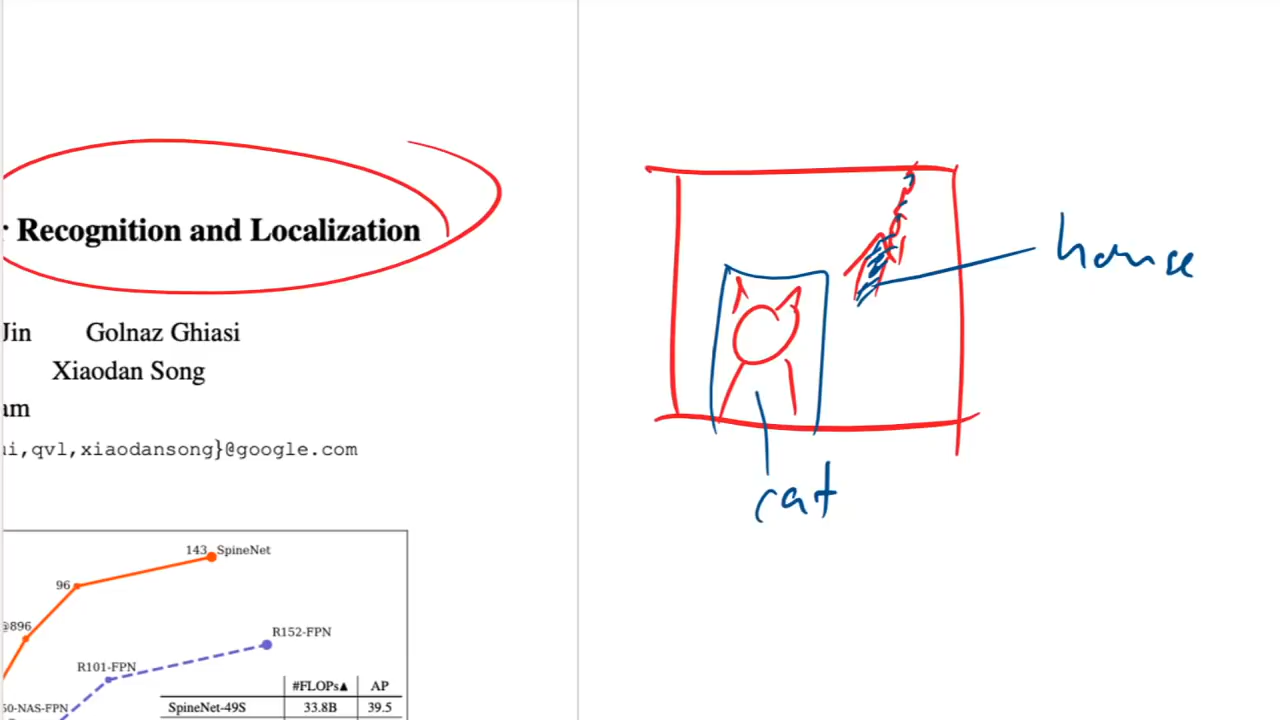 r Recognition and Localization
Jin Golnaz Ghiasi
Xiaodan Song
am
ui,qvl,xiaodansong}@google.com
143 SpineNet
96
@896
R152-FPN
R101-FPN
50-NAS-FPN
#FLOPs▲ AP
SpineNet-49S 33.8B 39.5
house
cat